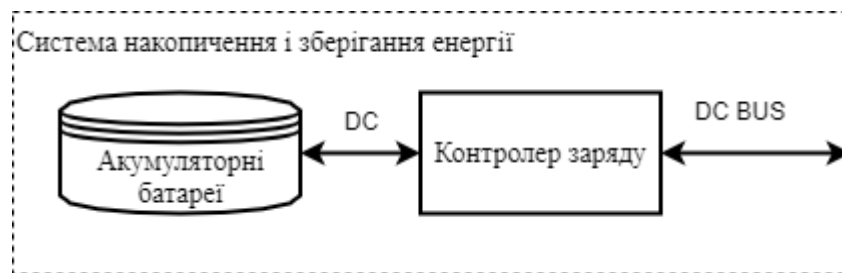 Система накопичення і зберігання енергії
DC
DC BUS
Акумуляторні
батареї
Контролер заряду